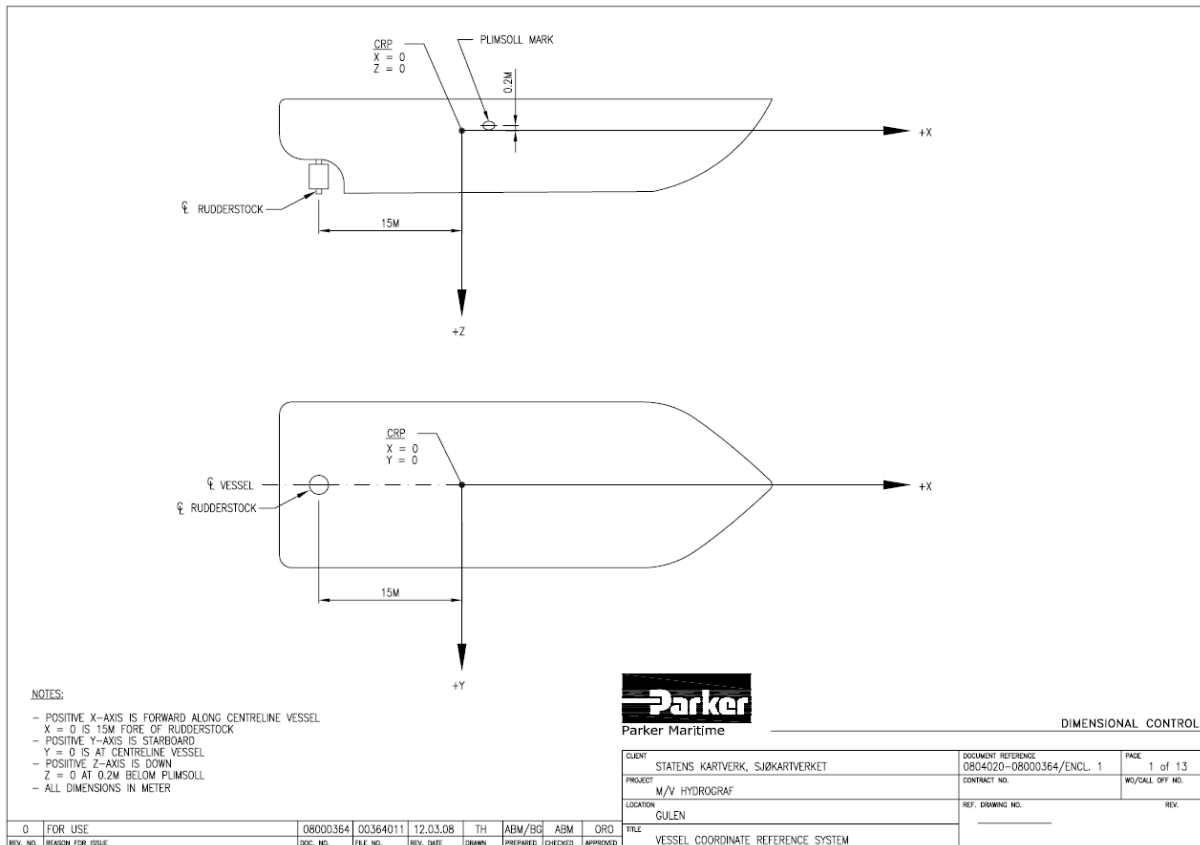 CRP
X = 0
Z = 0
PLIMSOLL MARK
0.2M
+X
℄ RUDDERSTOCK
15M
+Z
CRP
X = 0
Y = 0
℄ VESSEL
+X
℄ RUDDERSTOCK
15M
+Y
NOTES:
– POSITIVE X–AXIS IS FORWARD ALONG CENTRELINE VESSEL
X = 0 IS 15M FORE OF RUDDERSTOCK
– POSITIVE Y–AXIS IS STARBOARD
Y = 0 IS AT CENTRELINE VESSEL
– POSIITVE Z–AXIS IS DOWN
Z = 0 AT 0.2M BELOM PLIMSOLL
– ALL DIMENSIONS IN METER
Parker
Parker Maritime
DIMENSIONAL CONTROL
CLIENT
STATENS KARTVERK, SJØKARTVERKET
DOCUMENT REFERENCE
0804020–08000364/ENCL. 1
PAGE
1 of 13
PROJECT
M/V HYDROGRAF
CONTRACT NO.
WO/CALL OFF NO.
LOCATION
GULEN
REF. DRAWING NO.
REV.
TITLE
VESSEL COORDINATE REFERENCE SYSTEM
0 FOR USE 08000364 00364011 12.03.08 TH ABM/BG ABM ORO
REV. NO. REASON FOR ISSUE DOC. NO. FILE NO. REV. DATE DRAWN PREPARED CHECKED APPROVED